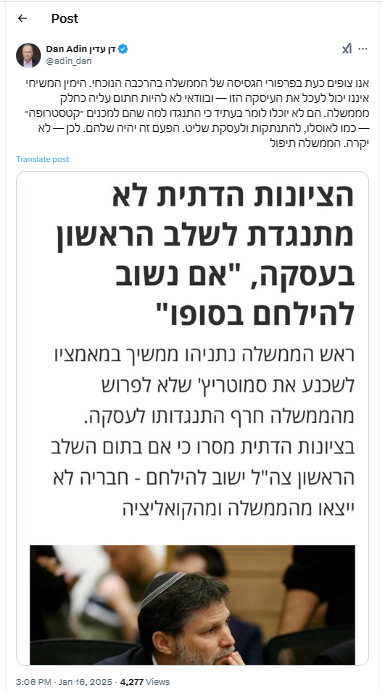 Post
Dan Adin דן עדין
@adin_dan
אנו צופים כעת בפרפורי הגסיסה של הממשלה בהרכבה הנוכחי. הימין המשיחי
איננו יכול לעכל את העיסקה הזו — ובוודאי לא להיות חתום עליה כחלק
מממשלה. הם לא יוכלו לומר בעתיד כי התנגדו למה שהם למכנים ״קטסטרופה״
— כמו לאוסלו, להתנתקות ולעסקת שליט. הפעם זה יהיה שלהם. לכן — לא
יקרה. הממשלה תיפול
Translate post
הציונות הדתית לא
מתנגדת לשלב הראשון
בעסקה, "אם נשוב
להילחם בסופו"
ראש הממשלה נתניהו ממשיך במאמציו
לשכנע את סמוטריץ' שלא לפרוש
מהממשלה חרף התנגדותו לעסקה.
בציונות הדתית מסרו כי אם בתום השלב
הראשון צה"ל ישוב להילחם - חבריה לא
ייצאו מהממשלה ומהקואליציה
3:06 PM · Jan 16, 2025 · 4,277 Views